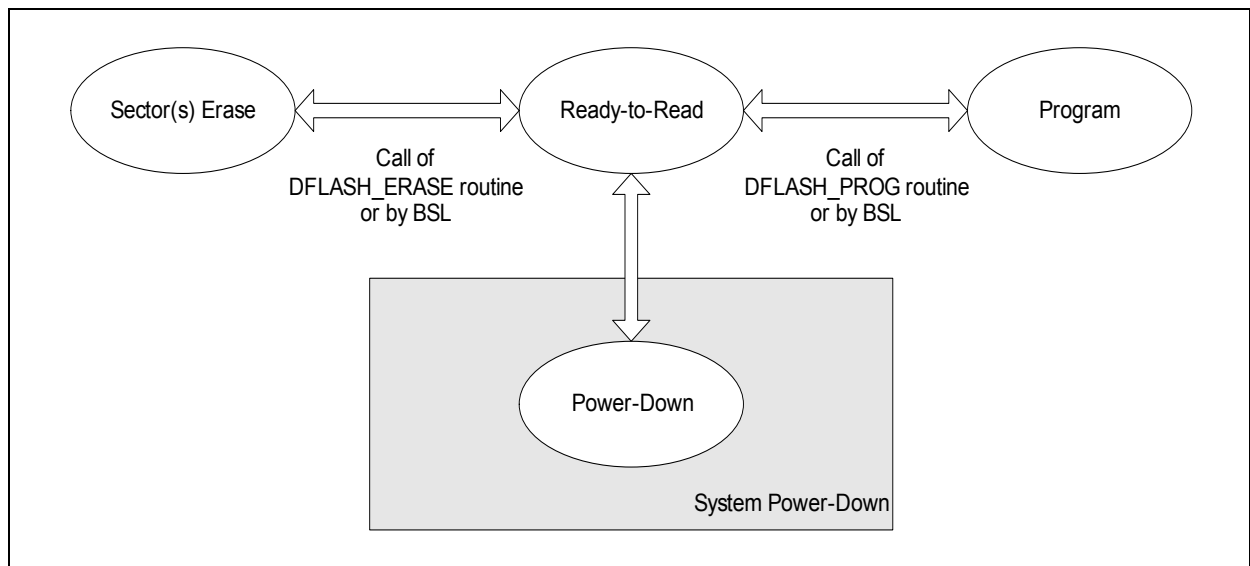 Sector(s) Erase
Ready-to-Read
Program
Call of
DFLASH_ERASE routine
or by BSL
Call of
DFLASH_PROG routine
or by BSL
Power-Down
System Power-Down